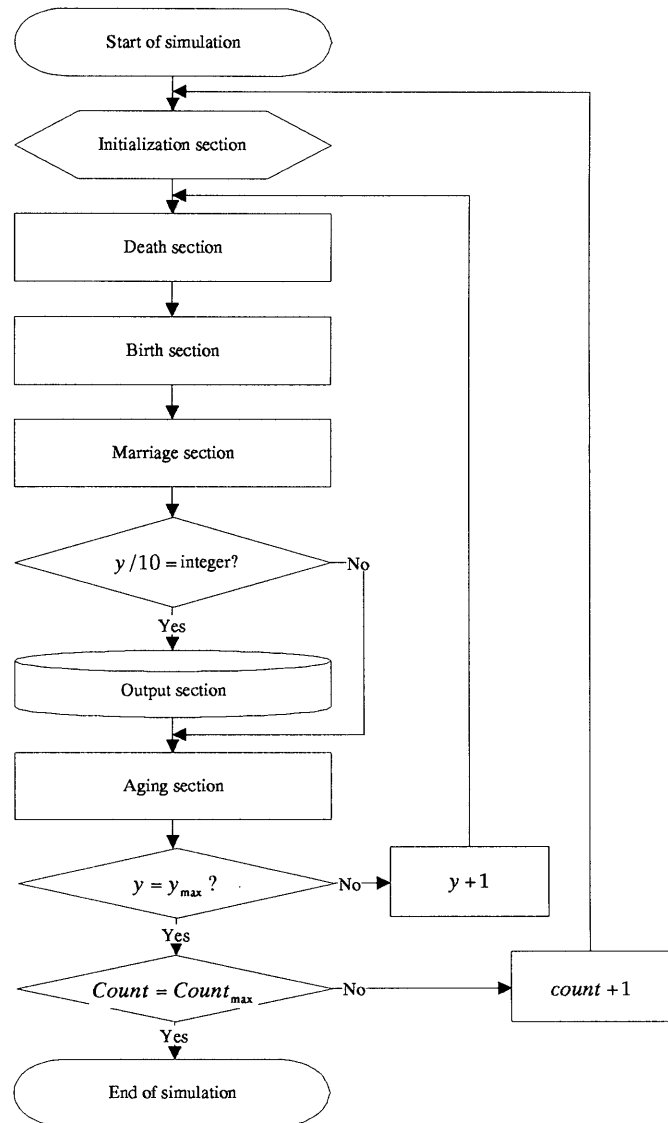 Start of simulation
Initialization section
Death section
Birth section
Marriage section
y /10 = integer?
No
Yes
Output section
Aging section
y = y_max ?
No
y +1
Yes
Count = Count_max
No
count +1
Yes
End of simulation